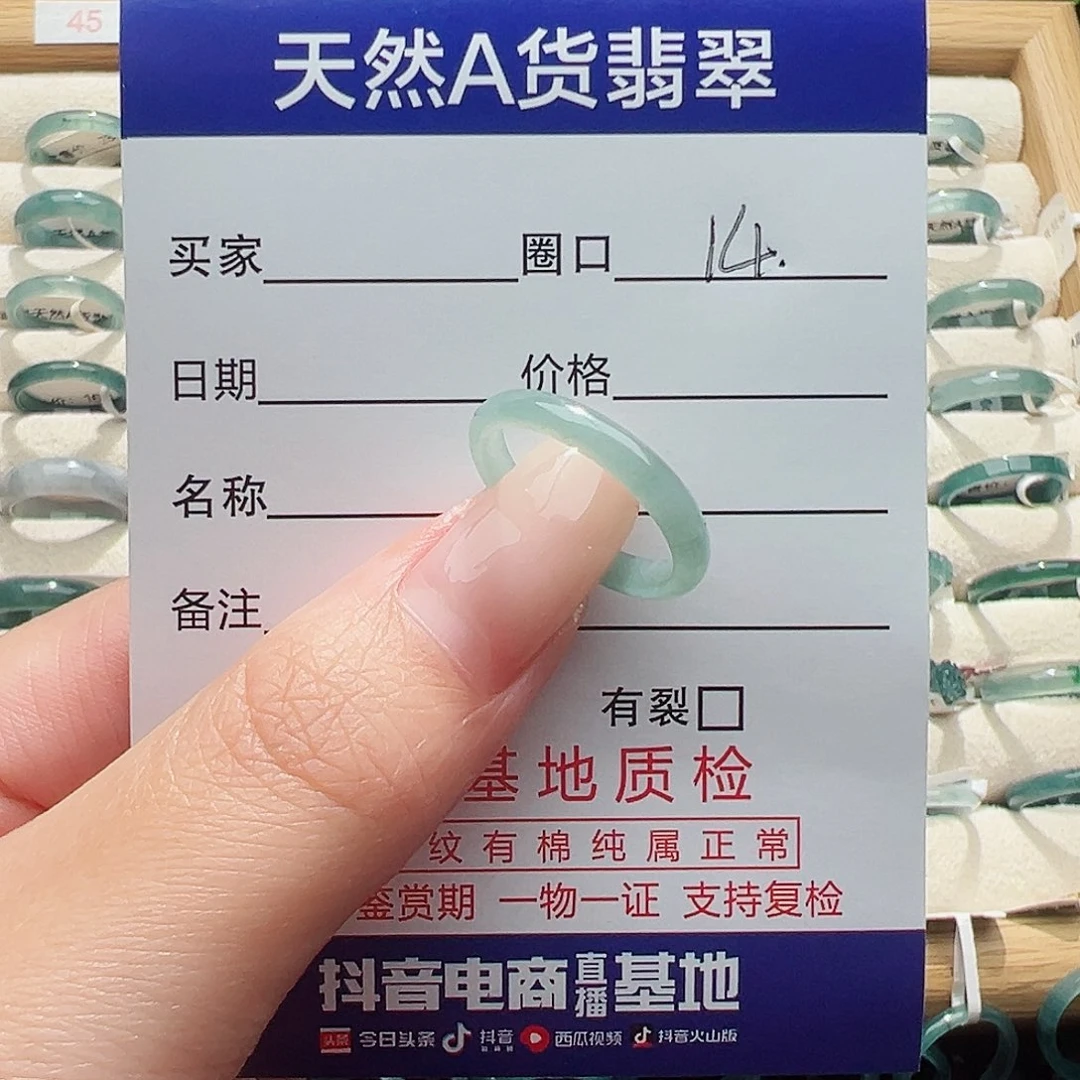 45
天然A货翡翠
买家 圈口 14.
日期 价格
名称
备注
有裂
基地质检
纹有棉纯属正常
鉴赏期 一物一证 支持复检
抖音电商直播基地
头条 今日头条 抖音 西瓜视频 抖音火山版